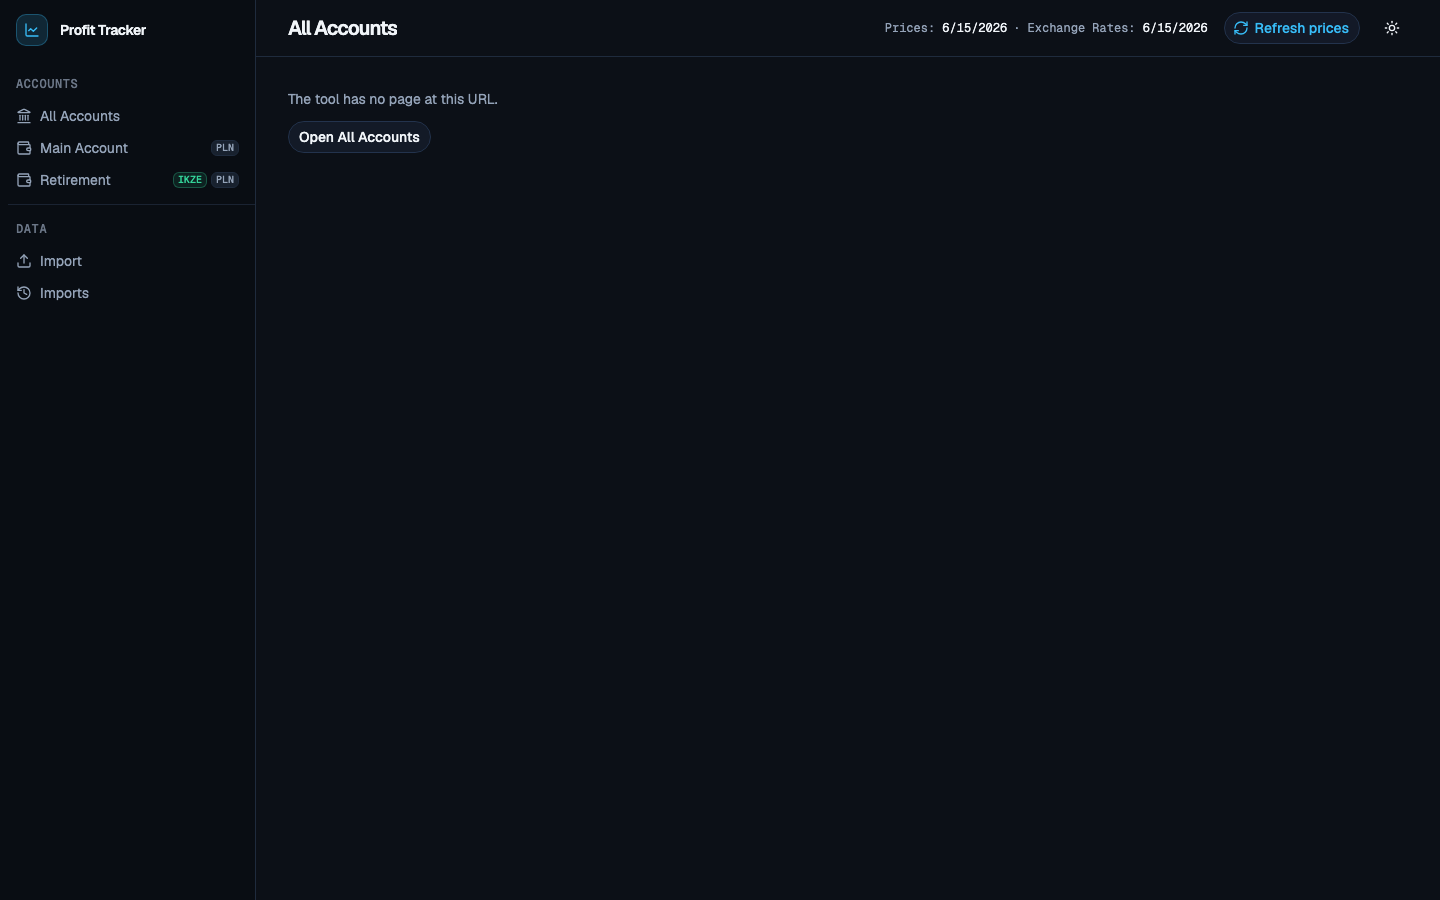 Profit Tracker
All Accounts
Prices: 6/15/2026 · Exchange Rates: 6/15/2026
Refresh prices
ACCOUNTS
All Accounts
Main Account PLN
Retirement IKZE PLN
DATA
Import
Imports
The tool has no page at this URL.
Open All Accounts